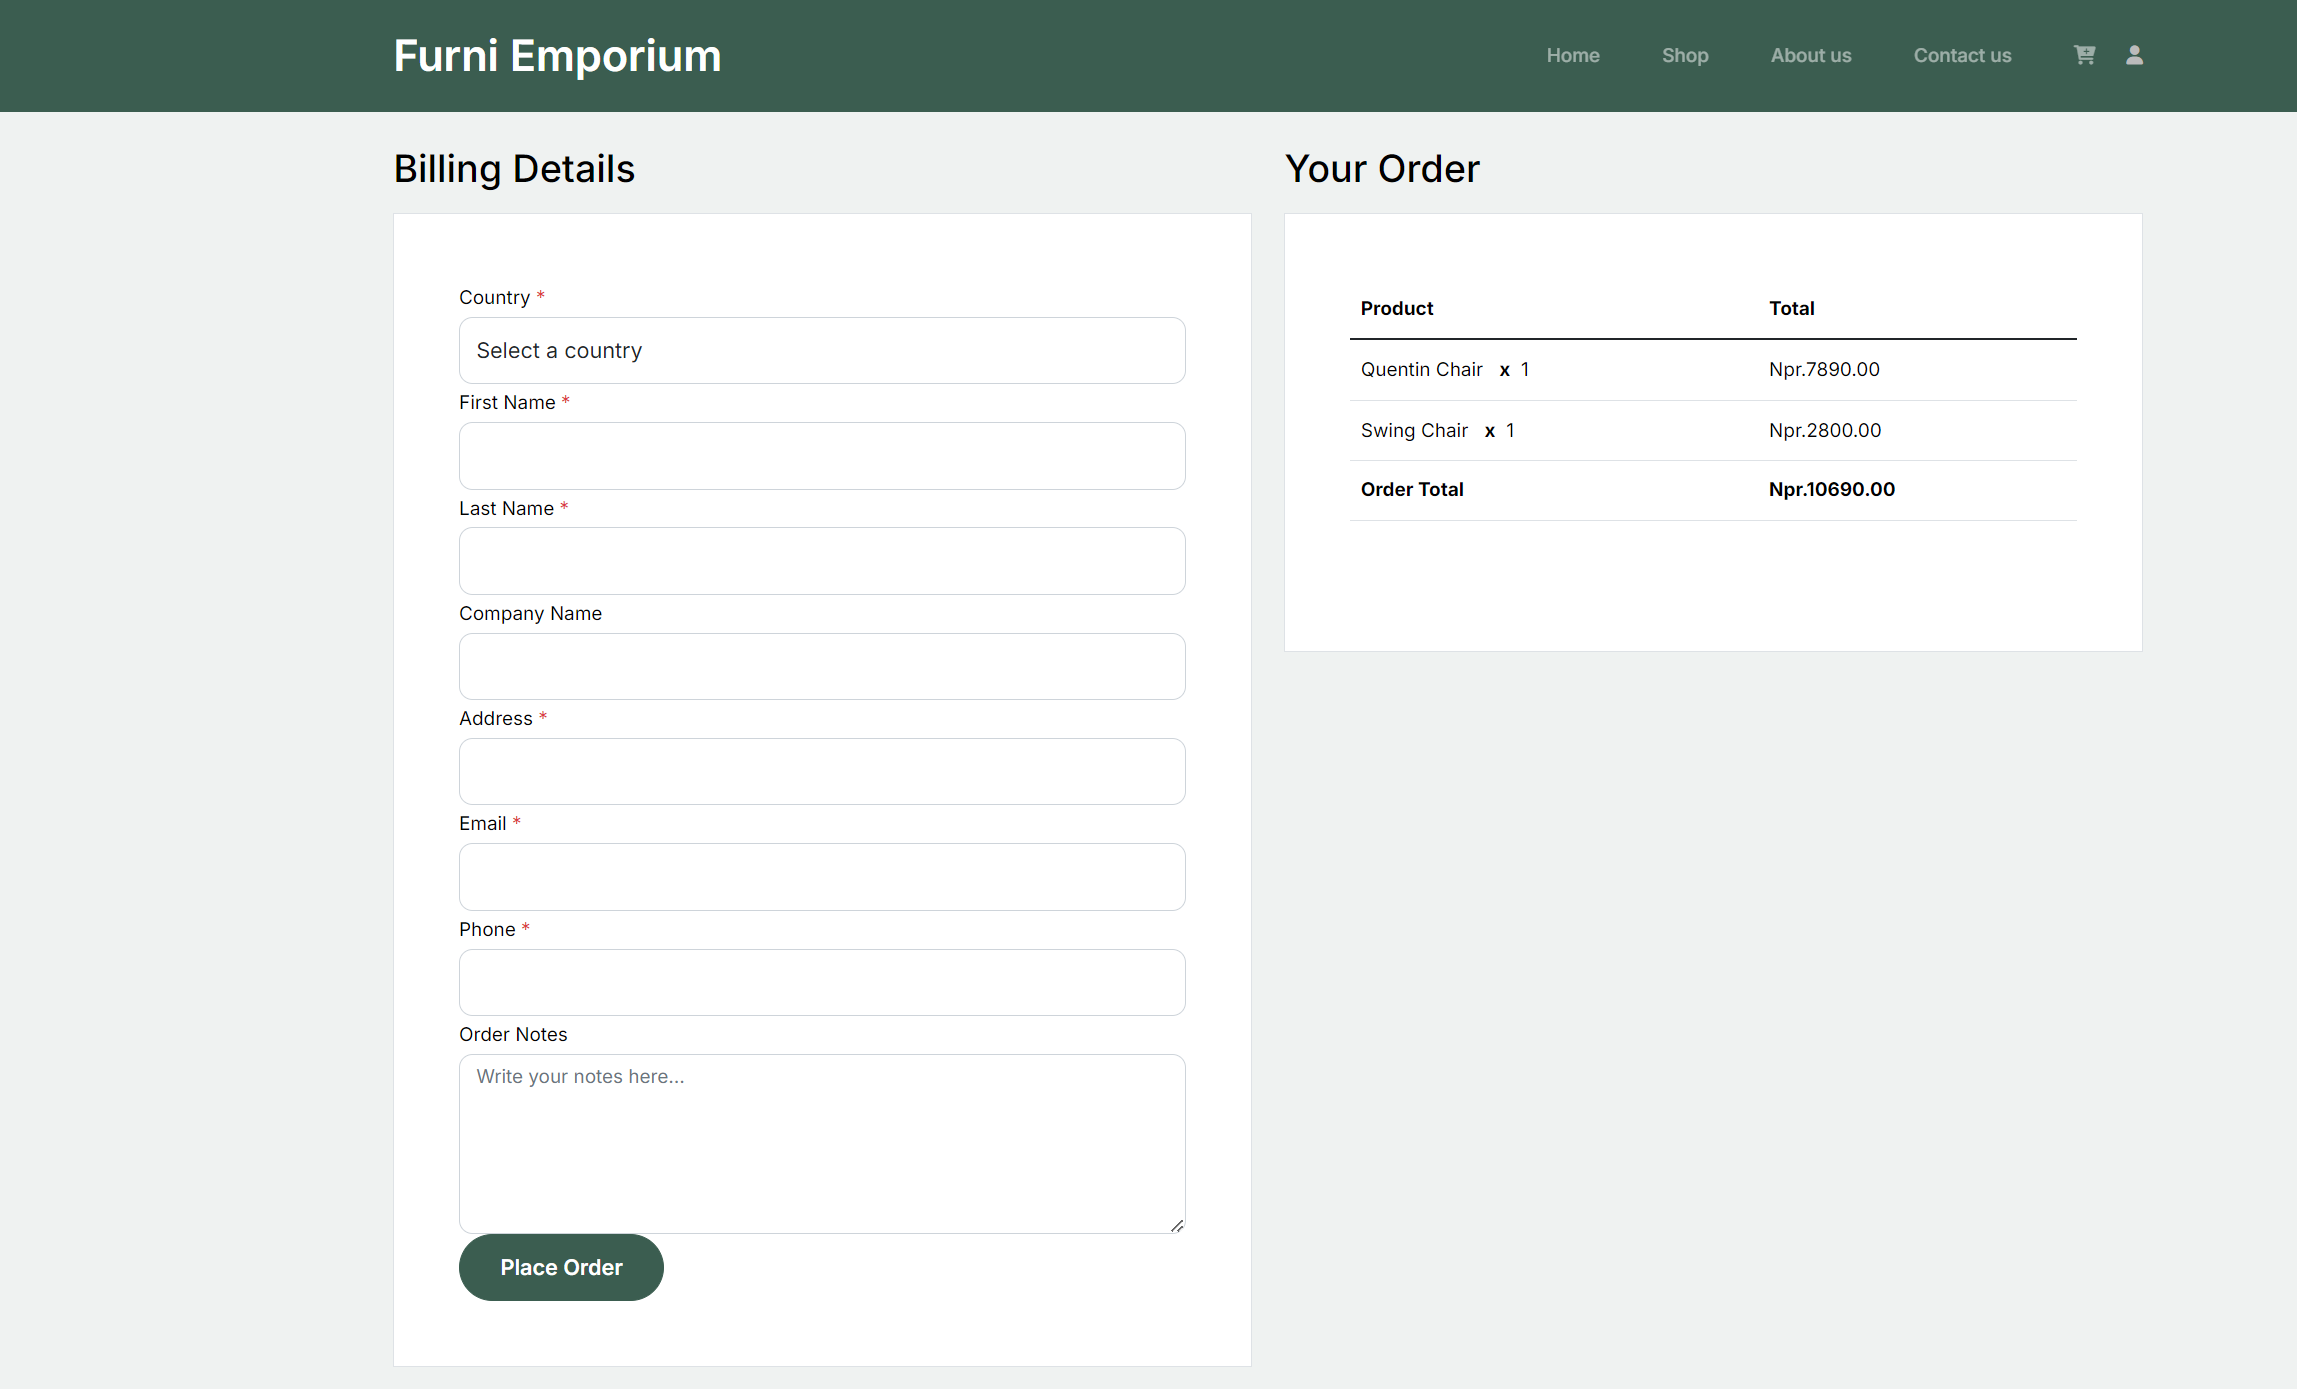 Furni Emporium
Home Shop About us Contact us
Billing Details
Country *
Select a country
First Name *
Last Name *
Company Name
Address *
Email *
Phone *
Order Notes
Write your notes here...
Place Order
Your Order
Product Total
Quentin Chair x 1 Npr.7890.00
Swing Chair x 1 Npr.2800.00
Order Total Npr.10690.00